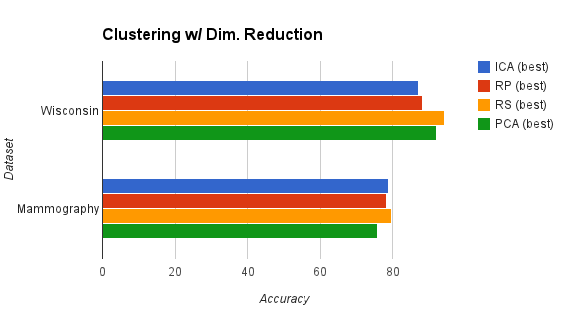 Clustering w/ Dim. Reduction
ICA (best)
RP (best)
RS (best)
PCA (best)
Dataset
Wisconsin
Mammography
0 20 40 60 80
Accuracy